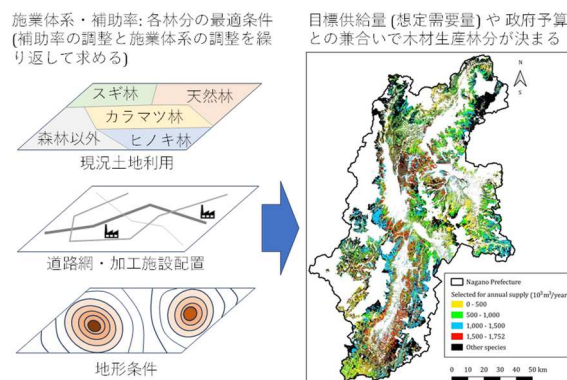 施業体系・補助率: 各林分の最適条件
(補助率の調整と施業体系の調整を繰
り返して求める)
スギ林
天然林
カラマツ林
森林以外
ヒノキ林
現況土地利用
道路網・加工施設配置
地形条件
目標供給量 (想定需要量) や 政府予算
との兼合いで木材生産林分が決まる
N
S
Nagano Prefecture
Selected for annual supply (10³m³/year)
0 - 500
500 - 1,000
1,000 - 1,500
1,500 - 1,752
Other species
0 10 20 30 40 50 km